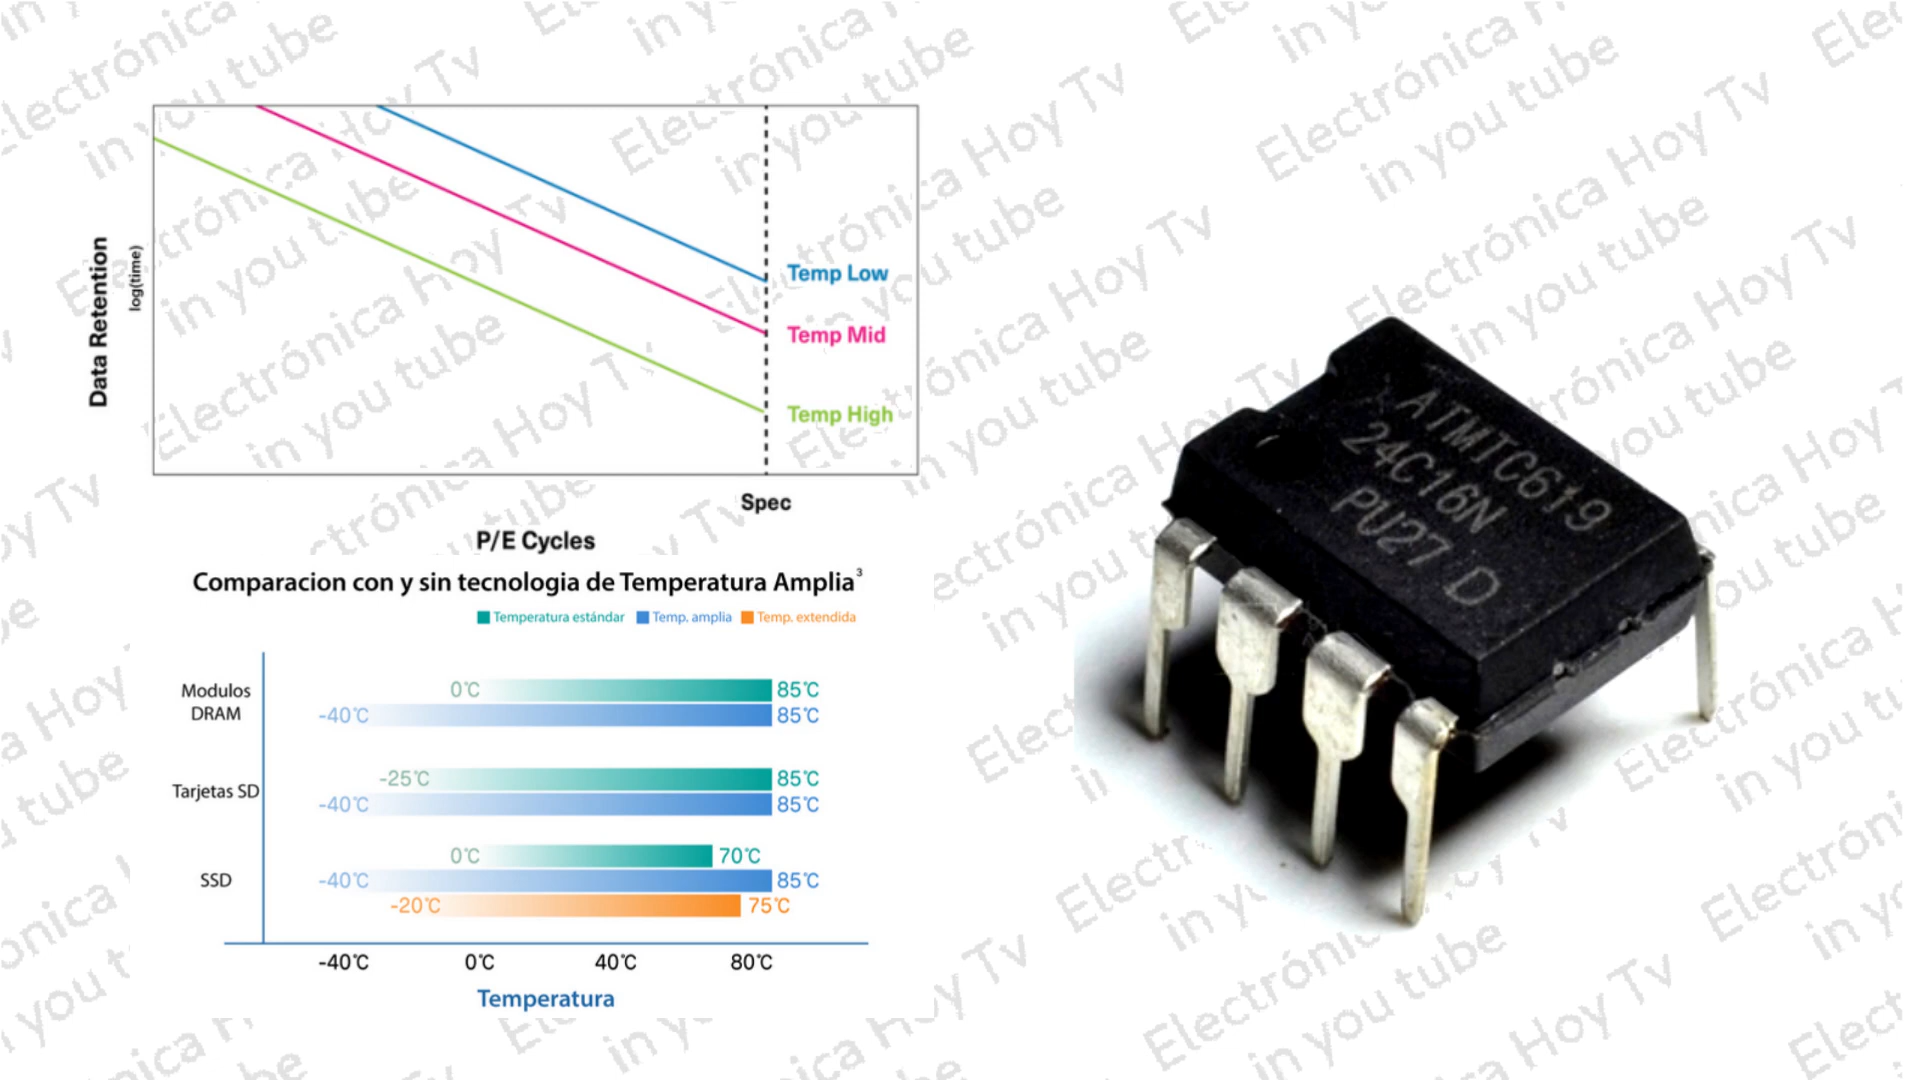 Data Retention
log(time)
Temp Low
Temp Mid
Temp High
Spec
P/E Cycles
Comparacion con y sin tecnologia de Temperatura Amplia³
Temperatura estándar
Temp. amplia
Temp. extendida
Modulos
DRAM
0℃
85℃
-40℃
85℃
Tarjetas SD
-25℃
85℃
-40℃
85℃
SSD
0℃
70℃
-40℃
85℃
-20℃
75℃
-40℃
0℃
40℃
80℃
Temperatura
ATMTC619
24C16N
PU27 D
Electrónica Hoy Tv
in you tube